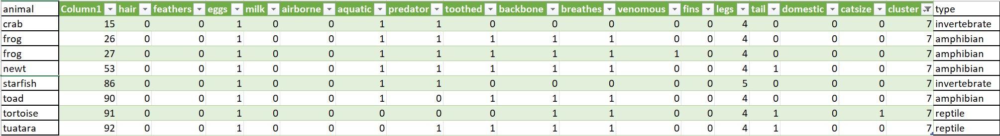 animal Column1 hair feathers eggs milk airborne aquatic predator toothed backbone breathes venomous fins legs tail domestic catsize cluster type
crab 15 0 0 1 0 0 1 1 0 0 0 0 0 4 0 0 0 7 invertebrate
frog 26 0 0 1 0 0 1 1 1 1 1 0 0 4 0 0 0 7 amphibian
frog 27 0 0 1 0 0 1 1 1 1 1 1 0 4 0 0 0 7 amphibian
newt 53 0 0 1 0 0 1 1 1 1 1 0 0 4 1 0 0 7 amphibian
starfish 86 0 0 1 0 0 1 1 0 0 0 0 0 5 0 0 0 7 invertebrate
toad 90 0 0 1 0 0 1 0 1 1 1 0 0 4 0 0 0 7 amphibian
tortoise 91 0 0 1 0 0 0 0 0 1 1 0 0 4 1 0 1 7 reptile
tuatara 92 0 0 1 0 0 0 1 1 1 1 0 0 4 1 0 0 7 reptile